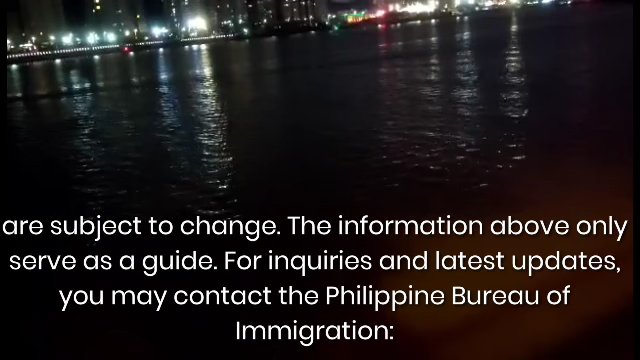 are subject to change. The information above only
serve as a guide. For inquiries and latest updates,
you may contact the Philippine Bureau of
Immigration: